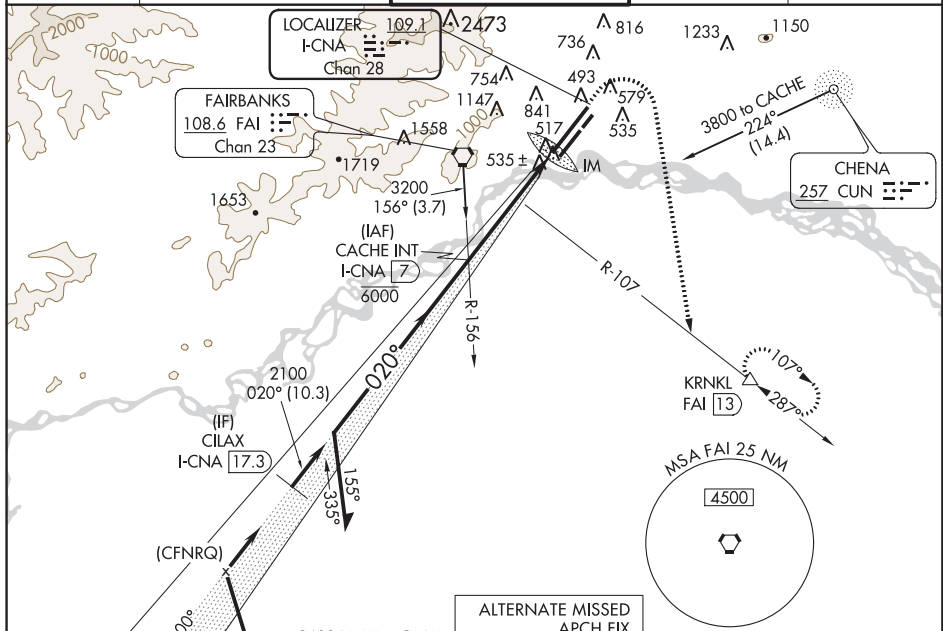 2000
1000
LOCALIZER 109.1
I-CNA
Chan 28
2473
816
736
1233
1150
754
493
579
1147
841
535
517
FAIRBANKS
108.6 FAI
Chan 23
1000
1558
1719
535 ±
IM
3800 to CACHE
224°
(14.4)
CHENA
257 CUN
1653
3200
156° (3.7)
(IAF)
CACHE INT
I-CNA 7
6000
R-156
R-107
020°
2100
020° (10.3)
(IF)
CILAX
I-CNA 17.3
KRNKL
FAI 13
107°
287°
155°
335°
MSA FAI 25 NM
4500
(CFNRQ)
ALTERNATE MISSED
APCH FIX